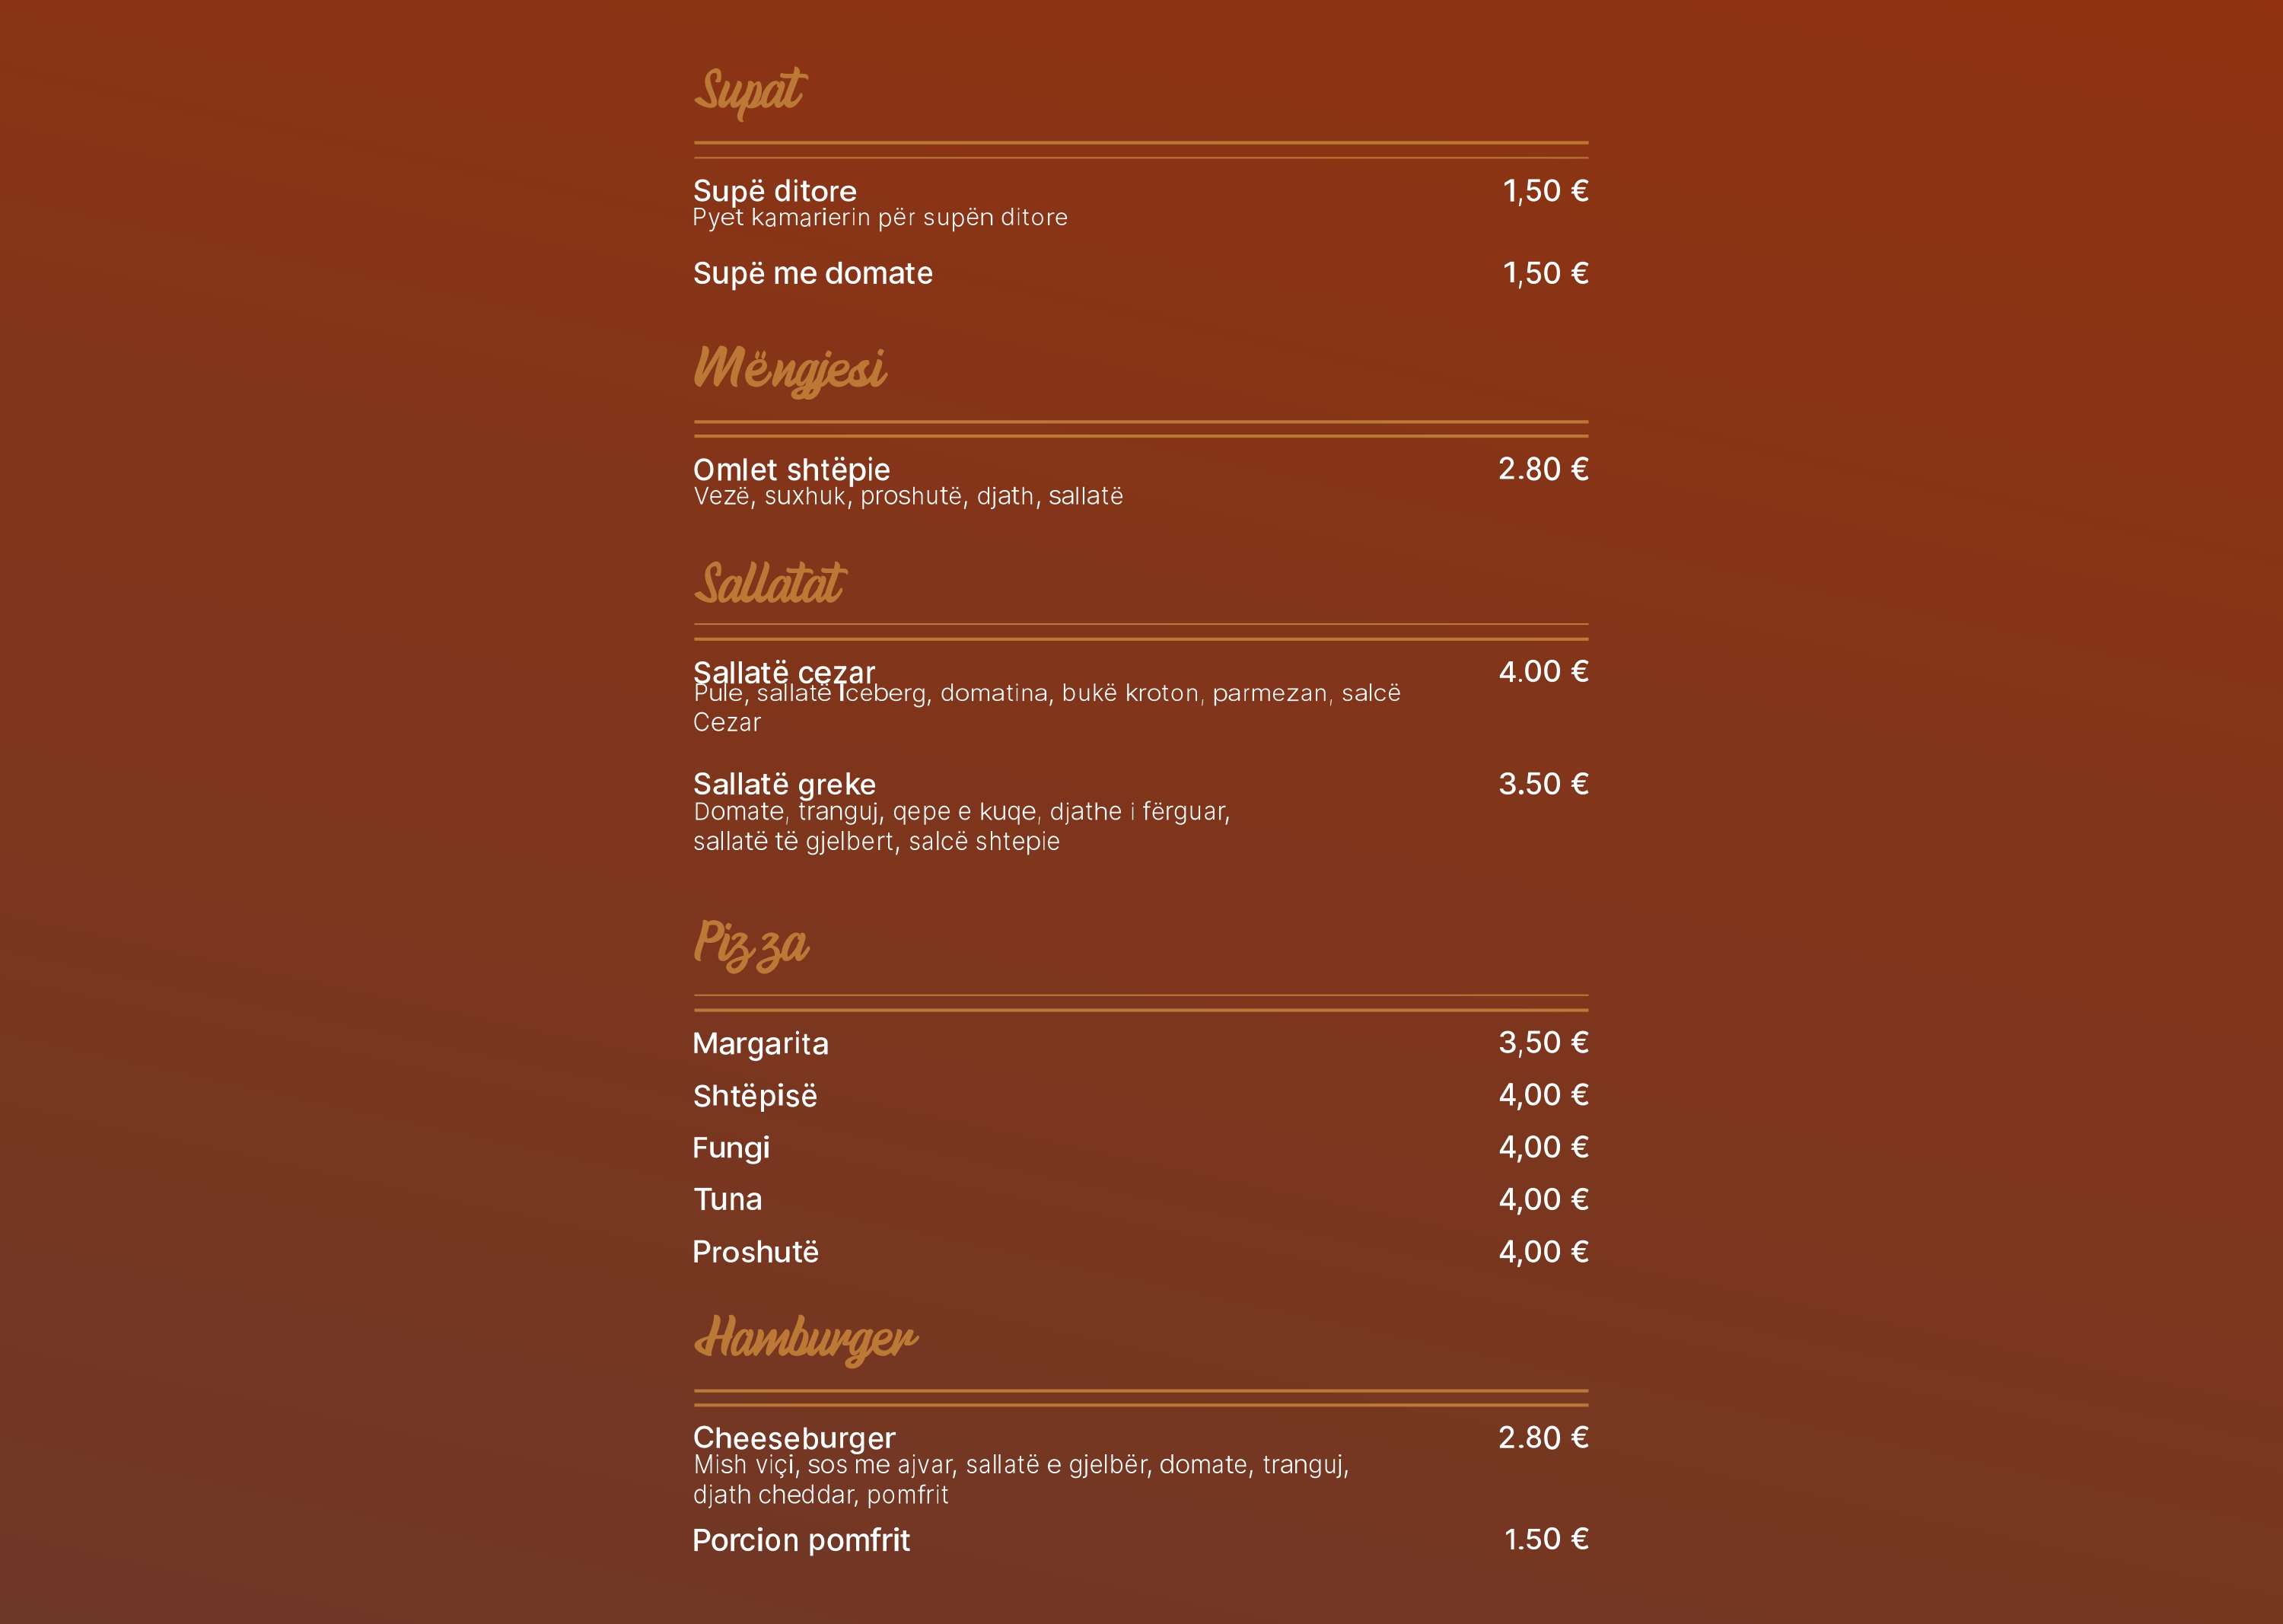 Supat
Supë ditore 1,50 €
Pyet kamarierin për supën ditore
Supë me domate 1,50 €
Mëngjesi
Omlet shtëpie 2.80 €
Vezë, suxhuk, proshutë, djath, sallatë
Sallatat
Sallatë cezar 4.00 €
Pule, sallatë Iceberg, domatina, bukë kroton, parmezan, salcë
Cezar
Sallatë greke 3.50 €
Domate, tranguj, qepe e kuqe, djathe i fërguar,
sallatë të gjelbert, salcë shtepie
Pizza
Margarita 3,50 €
Shtëpisë 4,00 €
Fungi 4,00 €
Tuna 4,00 €
Proshutë 4,00 €
Hamburger
Cheeseburger 2.80 €
Mish viçi, sos me ajvar, sallatë e gjelbër, domate, tranguj,
djath cheddar, pomfrit
Porcion pomfrit 1.50 €